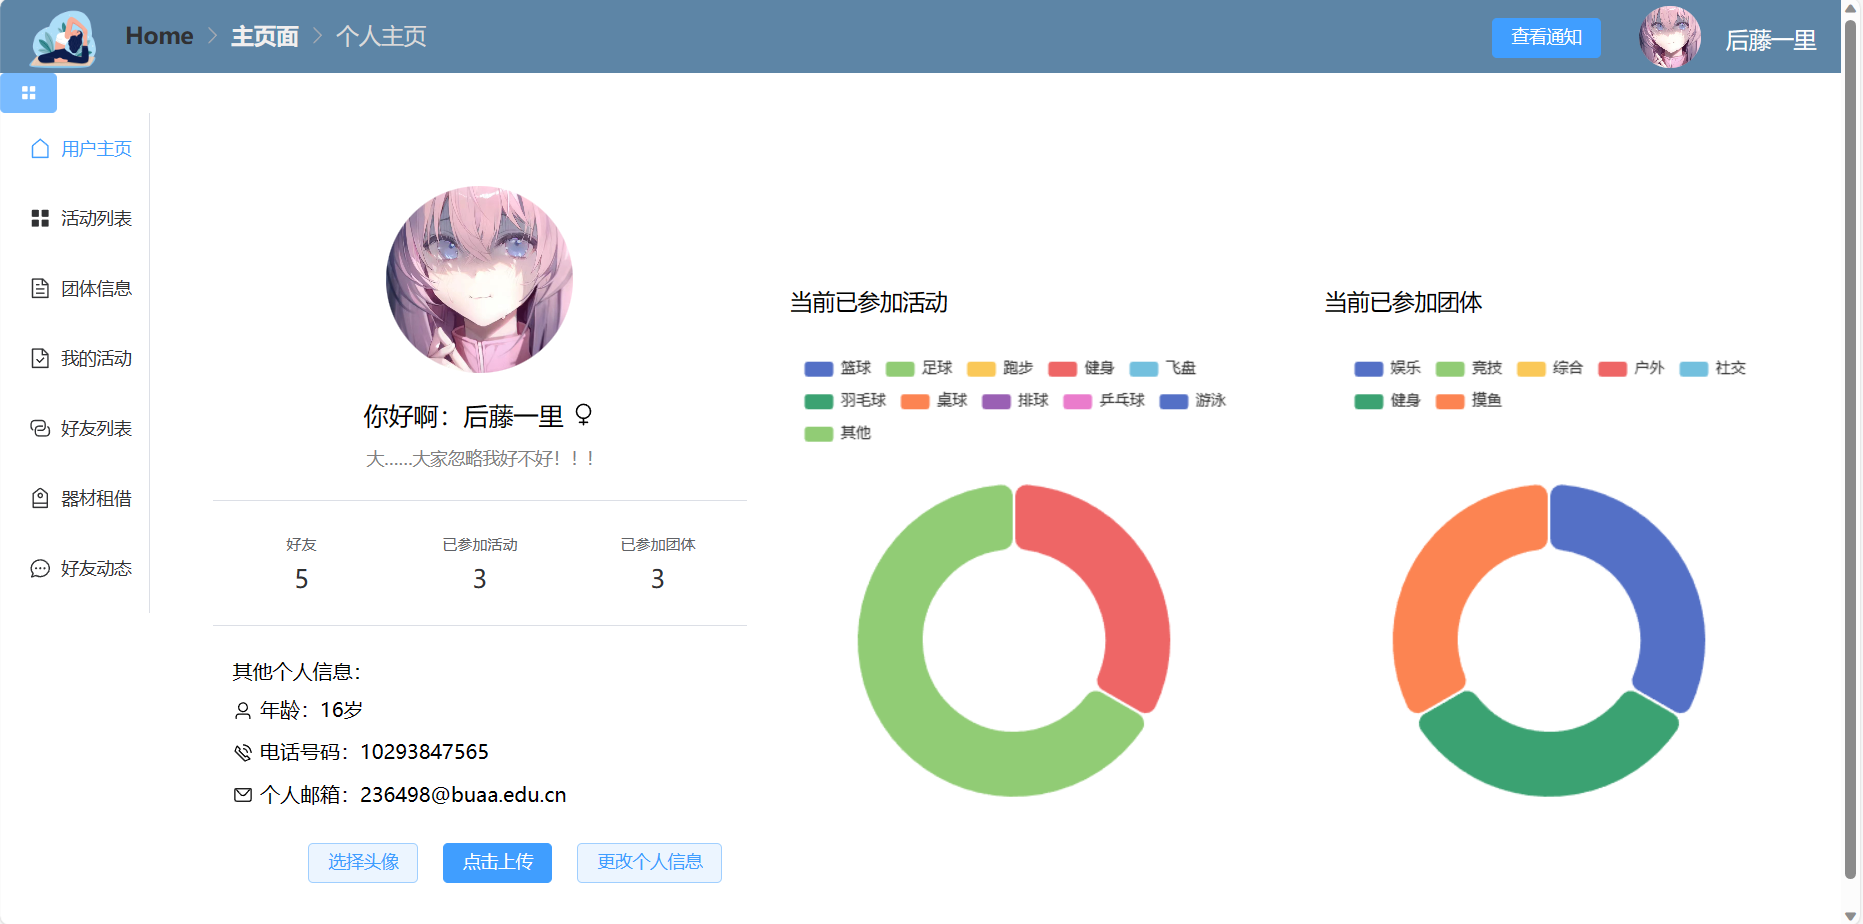 Home > 主页面 > 个人主页
查看通知
后藤一里
用户主页
活动列表
团体信息
我的活动
好友列表
器材租借
好友动态
你好啊：后藤一里 ♀
大......大家忽略我好不好！！！
好友 已参加活动 已参加团体
5 3 3
其他个人信息：
年龄：16岁
电话号码：10293847565
个人邮箱：236498@buaa.edu.cn
选择头像 点击上传 更改个人信息
当前已参加活动
篮球 足球 跑步 健身 飞盘
羽毛球 桌球 排球 乒乓球 游泳
其他
当前已参加团体
娱乐 竞技 综合 户外 社交
健身 摸鱼